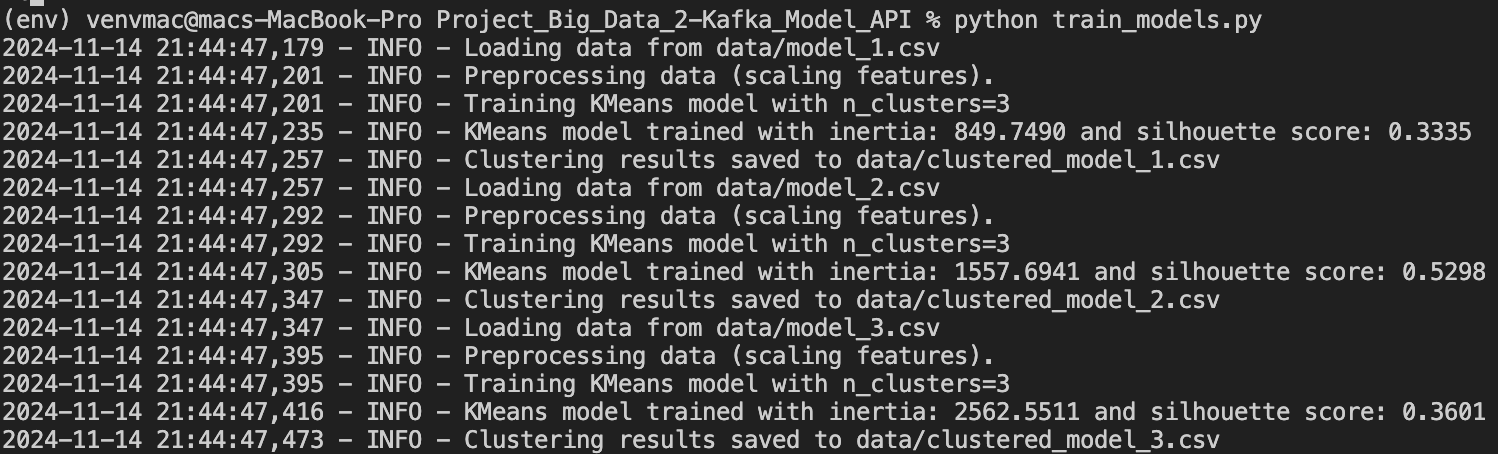 (env) venvmac@macs-MacBook-Pro Project_Big_Data_2-Kafka_Model_API % python train_models.py
2024-11-14 21:44:47,179 - INFO - Loading data from data/model_1.csv
2024-11-14 21:44:47,201 - INFO - Preprocessing data (scaling features).
2024-11-14 21:44:47,201 - INFO - Training KMeans model with n_clusters=3
2024-11-14 21:44:47,235 - INFO - KMeans model trained with inertia: 849.7490 and silhouette score: 0.3335
2024-11-14 21:44:47,257 - INFO - Clustering results saved to data/clustered_model_1.csv
2024-11-14 21:44:47,257 - INFO - Loading data from data/model_2.csv
2024-11-14 21:44:47,292 - INFO - Preprocessing data (scaling features).
2024-11-14 21:44:47,292 - INFO - Training KMeans model with n_clusters=3
2024-11-14 21:44:47,305 - INFO - KMeans model trained with inertia: 1557.6941 and silhouette score: 0.5298
2024-11-14 21:44:47,347 - INFO - Clustering results saved to data/clustered_model_2.csv
2024-11-14 21:44:47,347 - INFO - Loading data from data/model_3.csv
2024-11-14 21:44:47,395 - INFO - Preprocessing data (scaling features).
2024-11-14 21:44:47,395 - INFO - Training KMeans model with n_clusters=3
2024-11-14 21:44:47,416 - INFO - KMeans model trained with inertia: 2562.5511 and silhouette score: 0.3601
2024-11-14 21:44:47,473 - INFO - Clustering results saved to data/clustered_model_3.csv